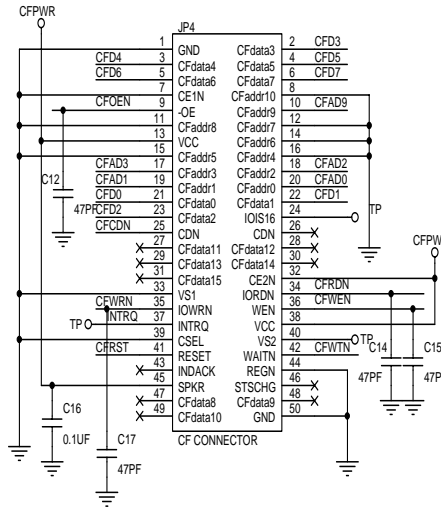 CFPWR
JP4
1 GND CFdata3 2 CFD3
CFD4 3 CFdata4 CFdata5 4 CFD5
CFD6 5 CFdata6 CFdata7 6 CFD7
7 CE1N CFaddr10 8
CFOEN 9 -OE CFaddr9 10 CFAD9
11 CFaddr8 CFaddr7 12
13 VCC CFaddr6 14
15 CFaddr5 CFaddr4 16
CFAD3 17 CFaddr3 CFaddr2 18 CFAD2
C12 CFAD1 19 CFaddr1 CFaddr0 20 CFAD0
CFD0 21 CFdata0 CFdata1 22 CFD1
47PF CFD2 23 CFdata2 IOIS16 24 TP
CFCDN 25 CDN CDN 26
27 CFdata11 CFdata12 28
29 CFdata13 CFdata14 30 CFPW
31 CFdata15 CE2N 32
33 VS1 IORDN 34 CFRDN
CFWRN 35 IOWRN WEN 36 CFWEN
TP INTRQ 37 INTRQ VCC 38
39 CSEL VS2 40 TP
CFRST 41 RESET WAITN 42 CFWTN C14 C15
43 INDACK REGN 44
45 SPKR STSCHG 46 47PF 47P
C16 47 CFdata8 CFdata9 48
49 CFdata10 GND 50
0.1UF C17 CF CONNECTOR
47PF